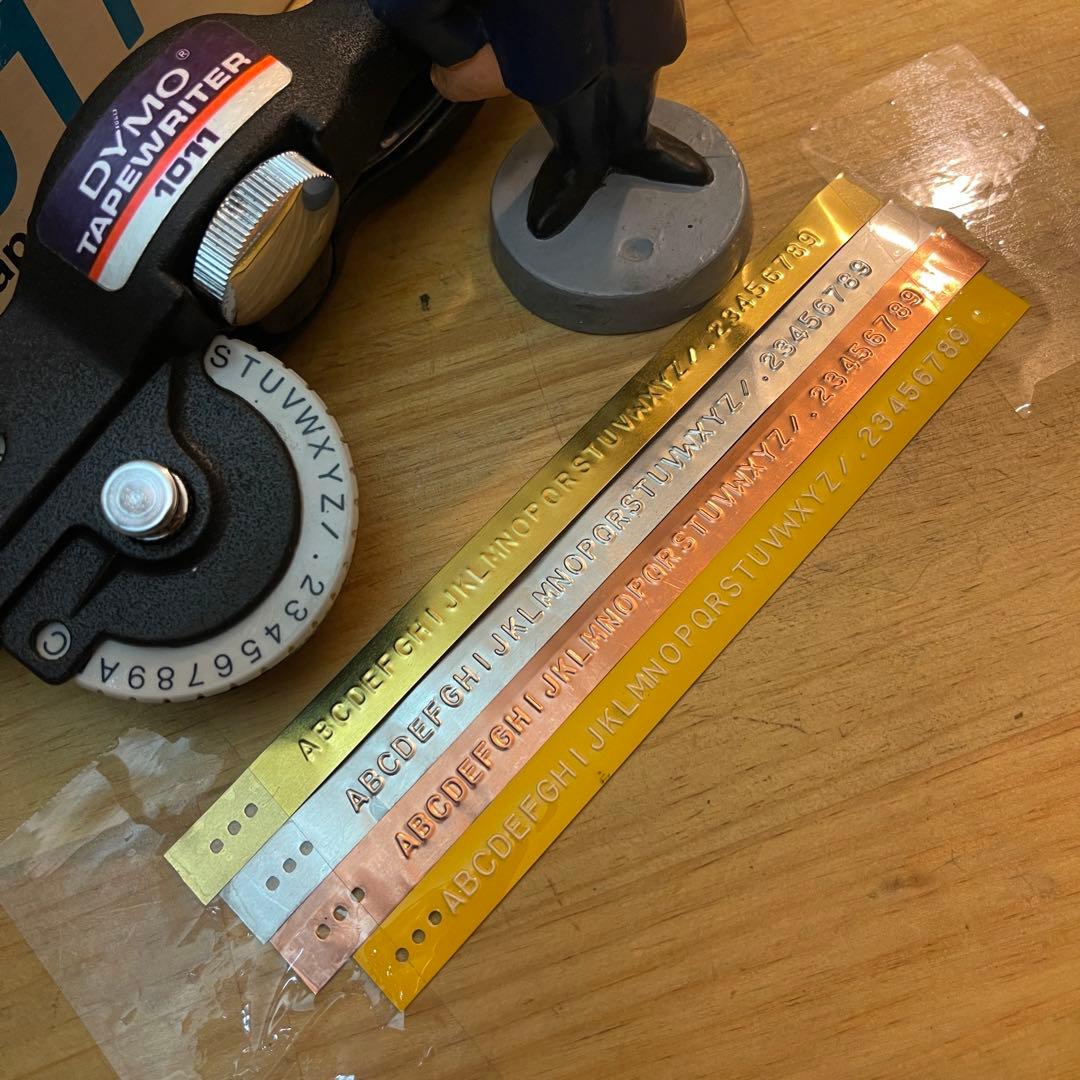 DYMO®
TAPEWRITER
1011
STUVWXYZ/.23456789A
C
ABCDEFGHIJKLMNOPQRSTUVWXYZ/.23456789
ABCDEFGHIJKLMNOPQRSTUVWXYZ/.23456789
ABCDEFGHIJKLMNOPQRSTUVWXYZ/.23456789
ABCDEFGHIJKLMNOPQRSTUVWXYZ/.23456789